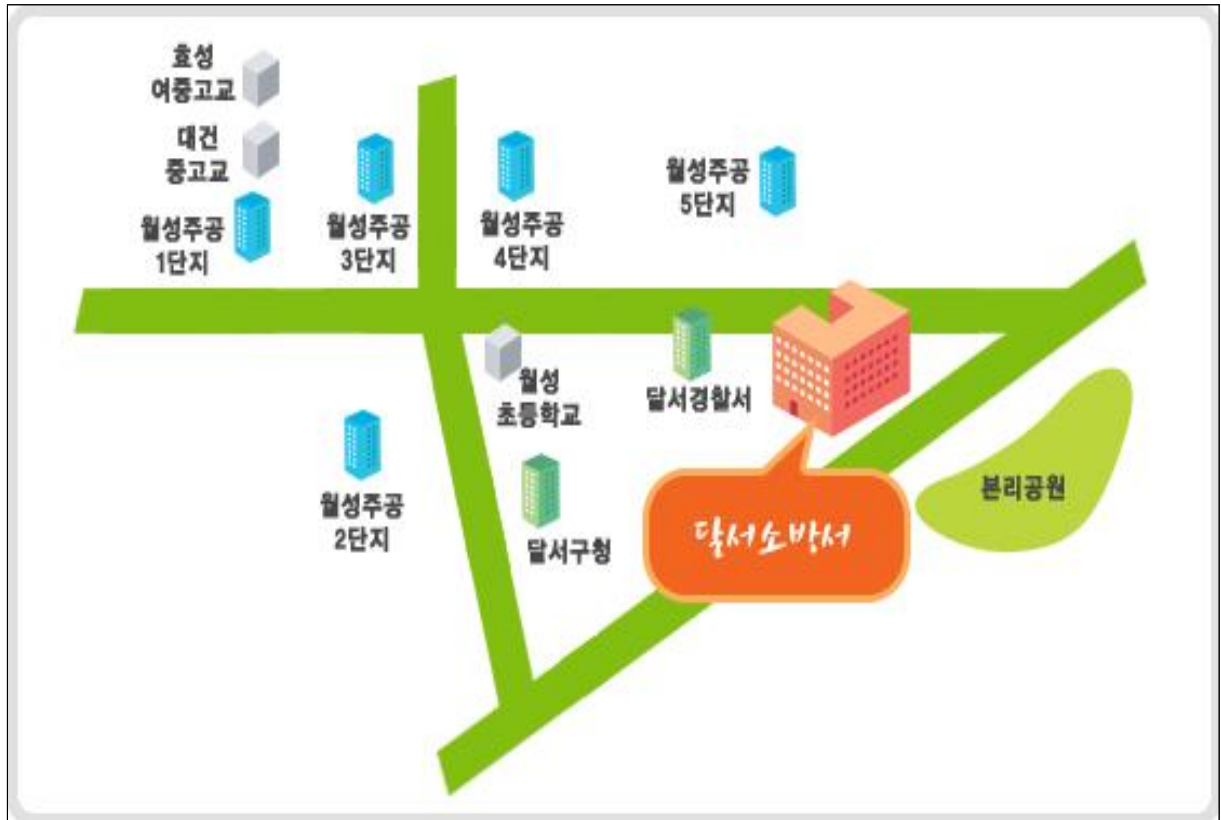 효성
여중고교
대건
중고교
월성주공
1단지
월성주공
3단지
월성주공
4단지
월성주공
5단지
월성
초등학교
달서경찰서
월성주공
2단지
달서구청
달서소방서
본리공원